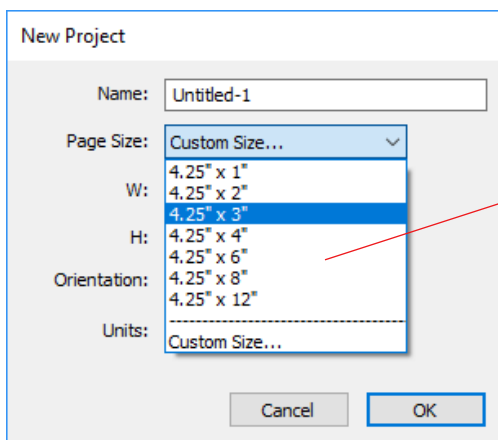 New Project
Name: Untitled-1
Page Size: Custom Size...
4.25" x 1"
W: 4.25" x 2"
4.25" x 3"
H: 4.25" x 4"
4.25" x 6"
Orientation: 4.25" x 8"
4.25" x 12"
Units:
Custom Size...
Cancel OK